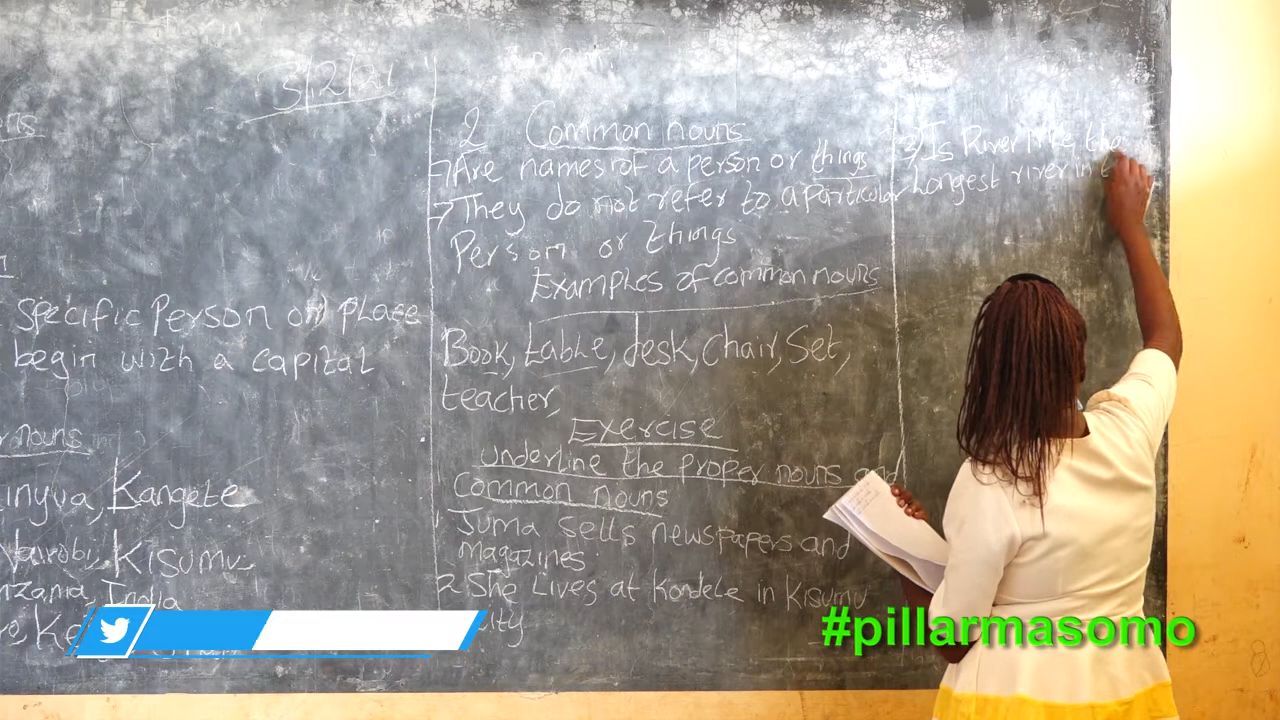 3/2/21
specific Person or place
begin with a capital
nouns
Kangete
Nairobi, Kisumu
India
2 Common nouns
→Are names of a person or things
→They do not refer to a particular
Person or things
Examples of common nouns
Book, table, desk, Chair, Set,
teacher,
Exercise
underline the proper nouns and
Common nouns
Juma sells newspapers and
magazines
2. She Lives at Kondele in Kisumu
city
3) Is River Nile the
Longest river in t
#pillarmasomo